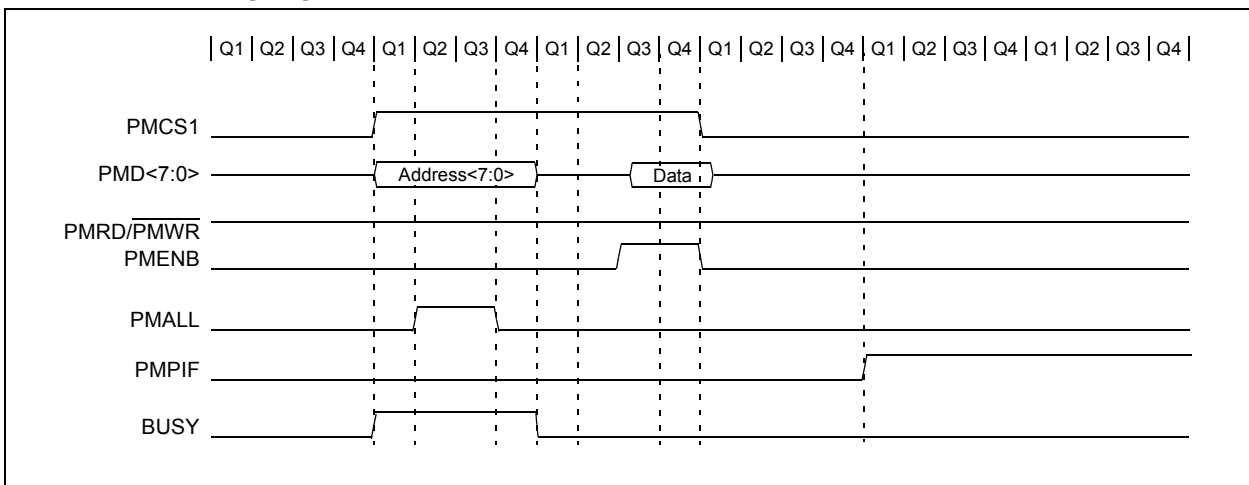 Q1 Q2 Q3 Q4 Q1 Q2 Q3 Q4 Q1 Q2 Q3 Q4 Q1 Q2 Q3 Q4 Q1 Q2 Q3 Q4 Q1 Q2 Q3 Q4
PMCS1
PMD<7:0> Address<7:0> Data
PMRD/PMWR
PMENB
PMALL
PMPIF
BUSY